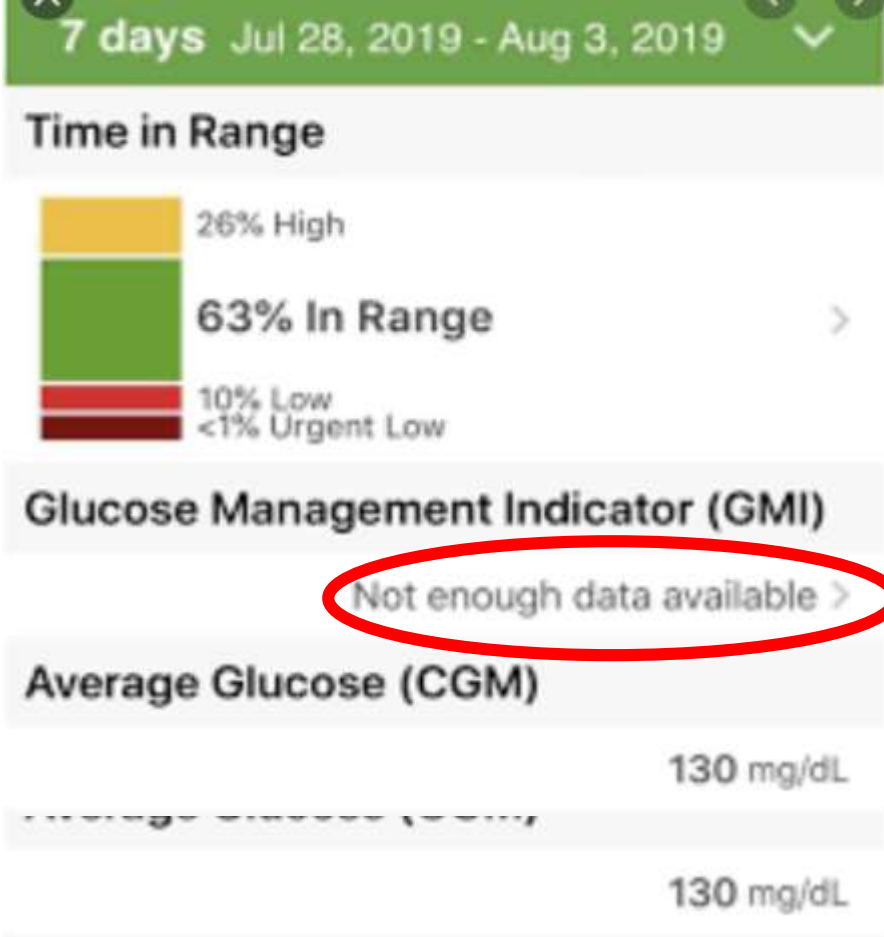 7 days Jul 28, 2019 - Aug 3, 2019
Time in Range
26% High
63% In Range
10% Low
<1% Urgent Low
Glucose Management Indicator (GMI)
Not enough data available >
Average Glucose (CGM)
130 mg/dL
130 mg/dL